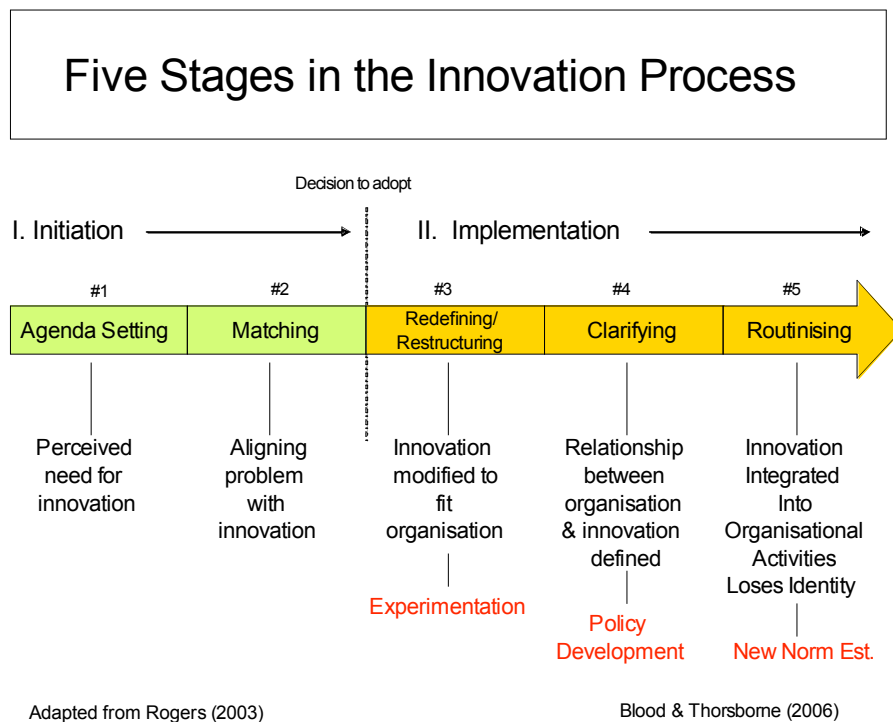 Five Stages in the Innovation Process
Decision to adopt
I. Initiation
II. Implementation
#1
#2
#3
#4
#5
Agenda Setting
Matching
Redefining/
Restructuring
Clarifying
Routinising
Perceived
need for
innovation
Aligning
problem
with
innovation
Innovation
modified to
fit
organisation
Experimentation
Relationship
between
organisation
& innovation
defined
Policy
Development
Innovation
Integrated
Into
Organisational
Activities
Loses Identity
New Norm Est.
Adapted from Rogers (2003)
Blood & Thorsborne (2006)